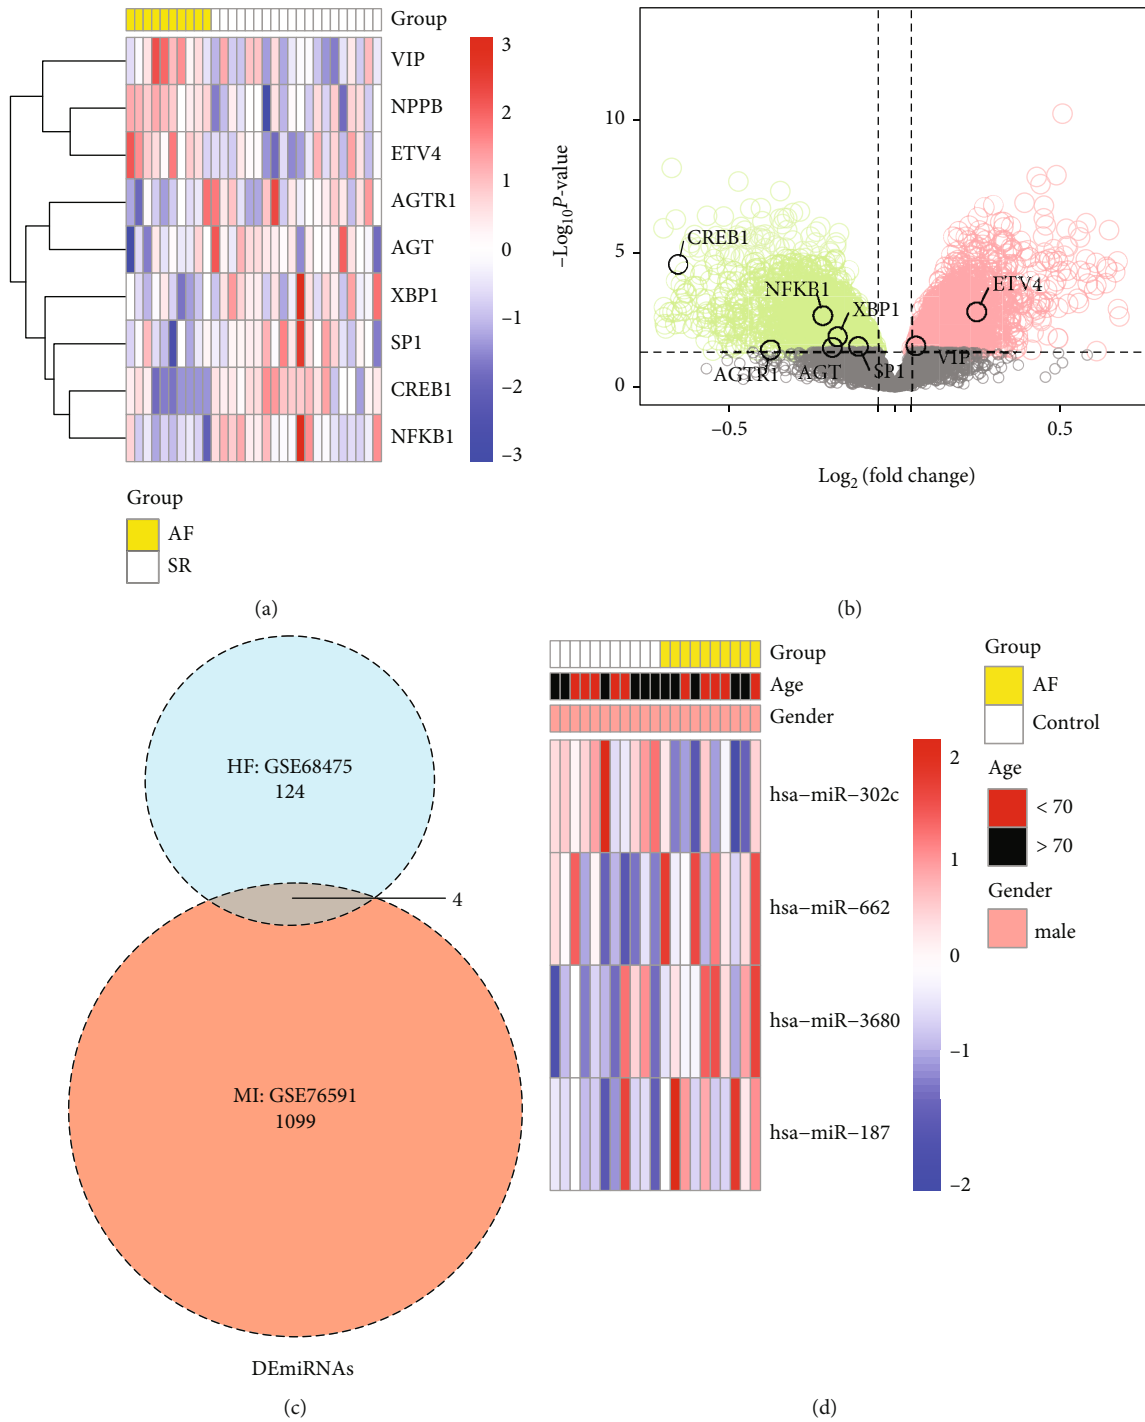 Group
VIP
NPPB
ETV4
AGTR1
AGT
XBP1
SP1
CREB1
NFKB1
3
2
1
0
−1
−2
−3
Group
AF
SR
(a)
−Log10P-value
10
5
0
CREB1
NFKB1
XBP1
ETV4
AGTR1
AGT
SP1
VIP
−0.5
0.5
Log2 (fold change)
(b)
HF: GSE68475
124
4
MI: GSE76591
1099
DEmiRNAs
(c)
Group
Age
Gender
hsa−miR−302c
hsa−miR−662
hsa−miR−3680
hsa−miR−187
2
1
0
−1
−2
Group
AF
Control
Age
< 70
> 70
Gender
male
(d)